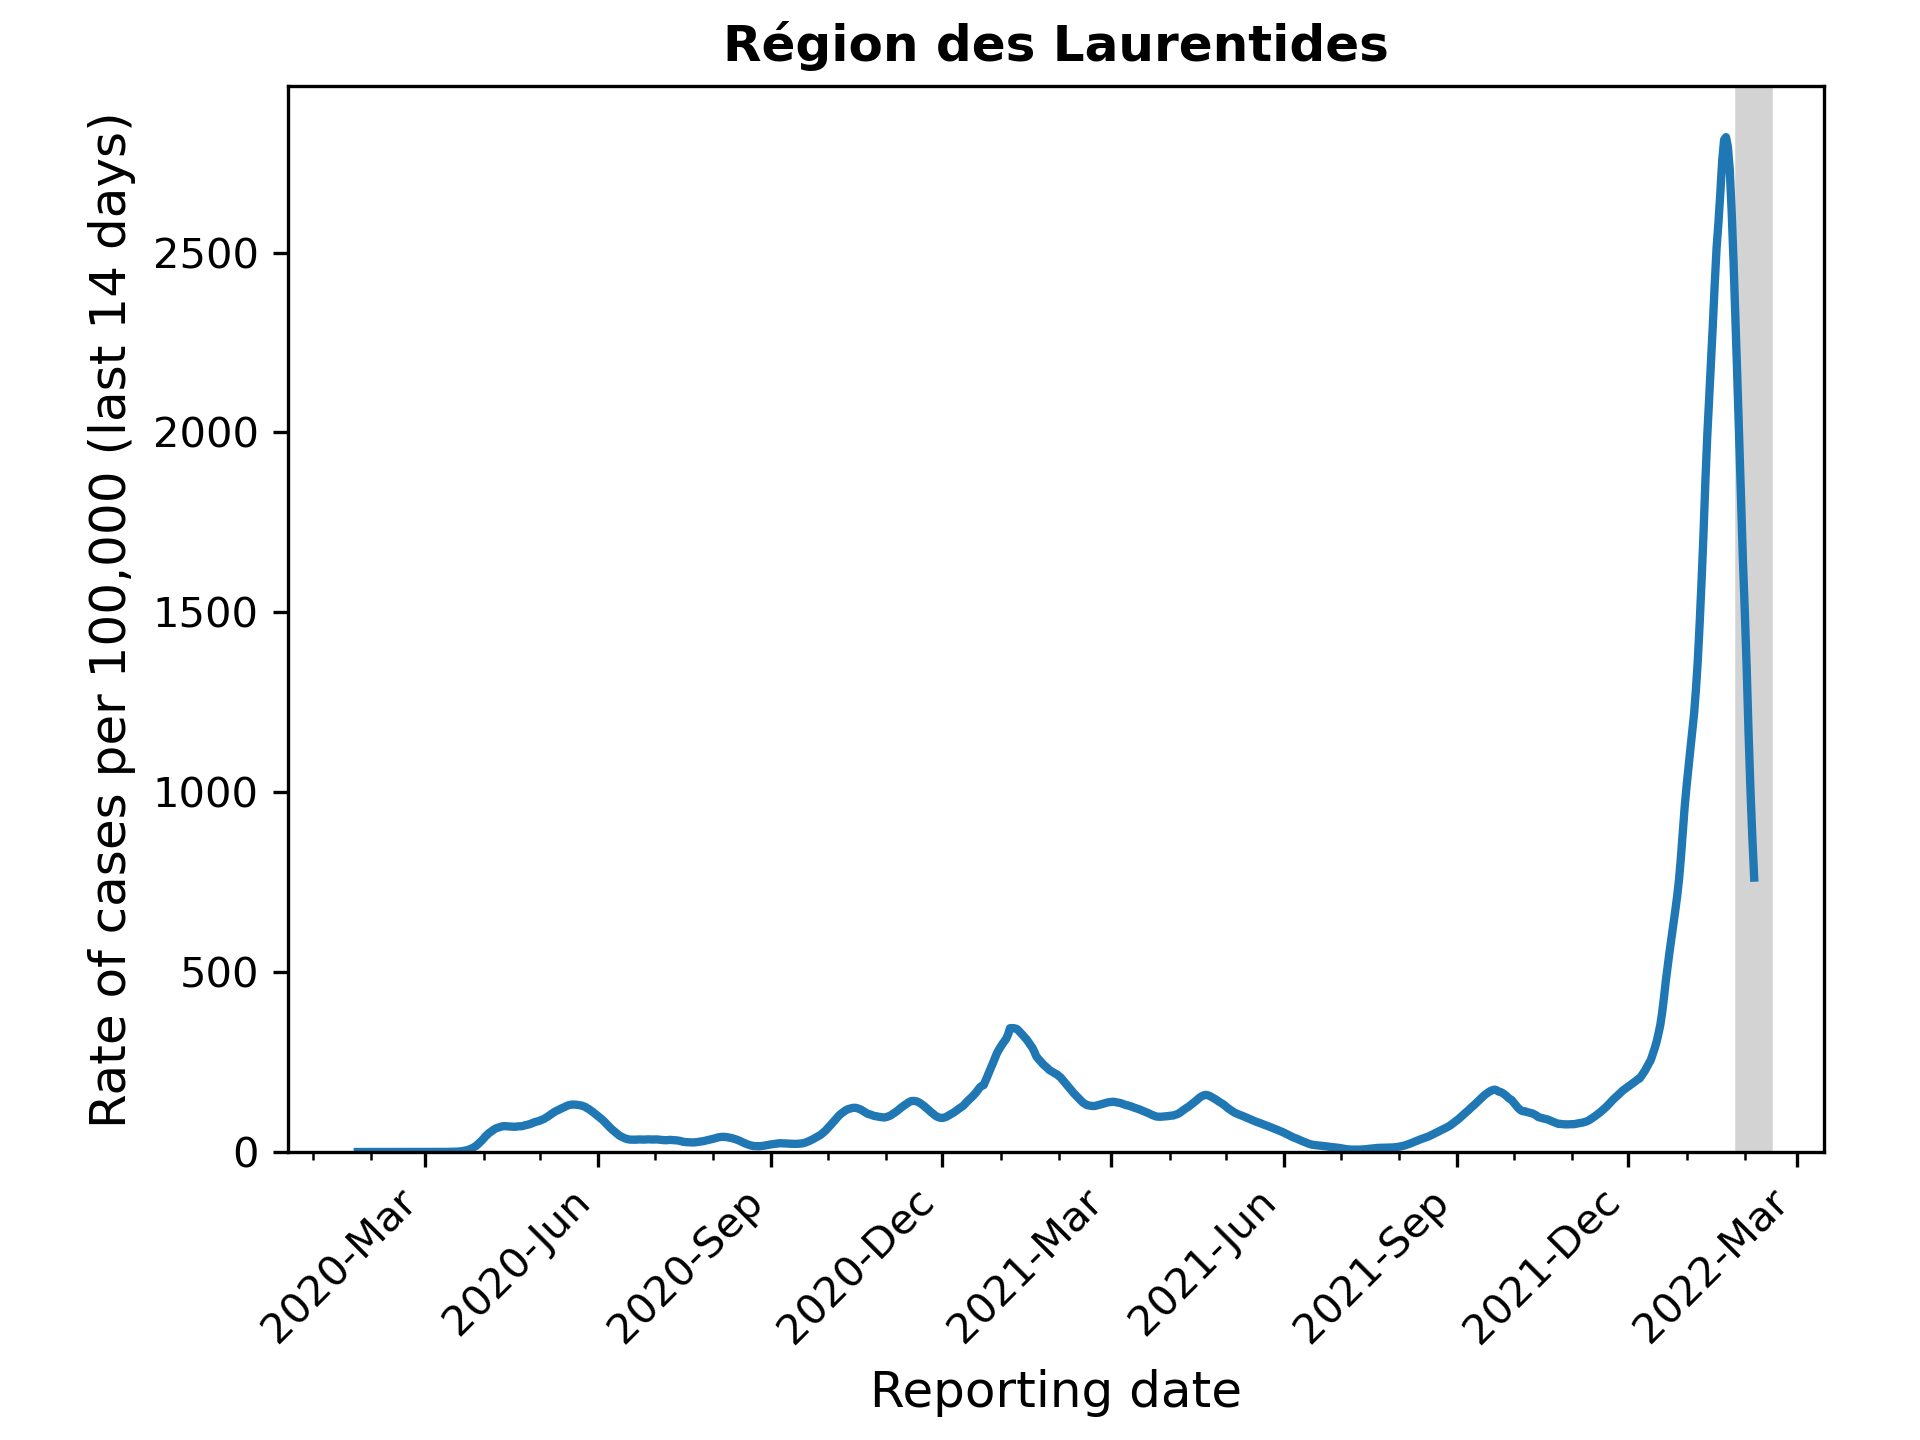 Région des Laurentides
Rate of cases per 100,000 (last 14 days)
2500
2000
1500
1000
500
0
2020-Mar
2020-Jun
2020-Sep
2020-Dec
2021-Mar
2021-Jun
2021-Sep
2021-Dec
2022-Mar
Reporting date